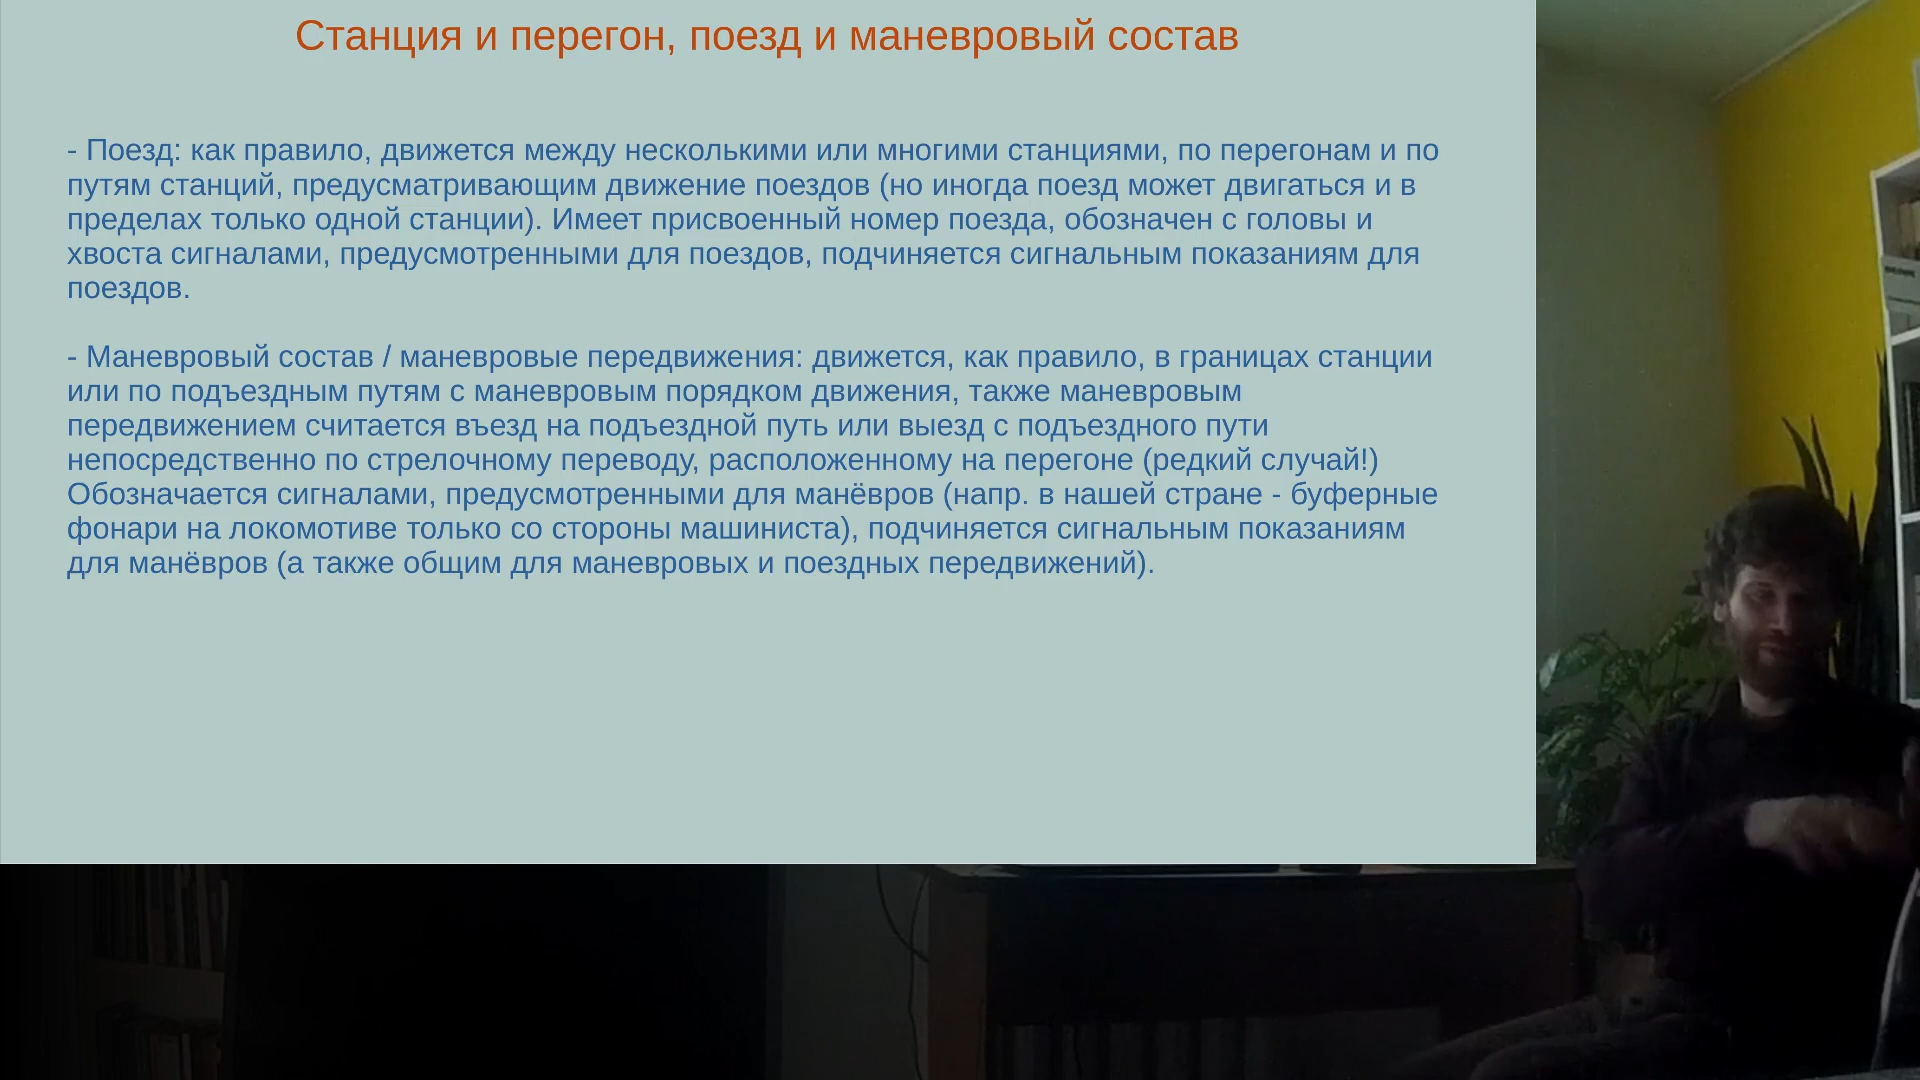 Станция и перегон, поезд и маневровый состав
- Поезд: как правило, движется между несколькими или многими станциями, по перегонам и по
путям станций, предусматривающим движение поездов (но иногда поезд может двигаться и в
пределах только одной станции). Имеет присвоенный номер поезда, обозначен с головы и
хвоста сигналами, предусмотренными для поездов, подчиняется сигнальным показаниям для
поездов.
- Маневровый состав / маневровые передвижения: движется, как правило, в границах станции
или по подъездным путям с маневровым порядком движения, также маневровым
передвижением считается въезд на подъездной путь или выезд с подъездного пути
непосредственно по стрелочному переводу, расположенному на перегоне (редкий случай!)
Обозначается сигналами, предусмотренными для манёвров (напр. в нашей стране - буферные
фонари на локомотиве только со стороны машиниста), подчиняется сигнальным показаниям
для манёвров (а также общим для маневровых и поездных передвижений).